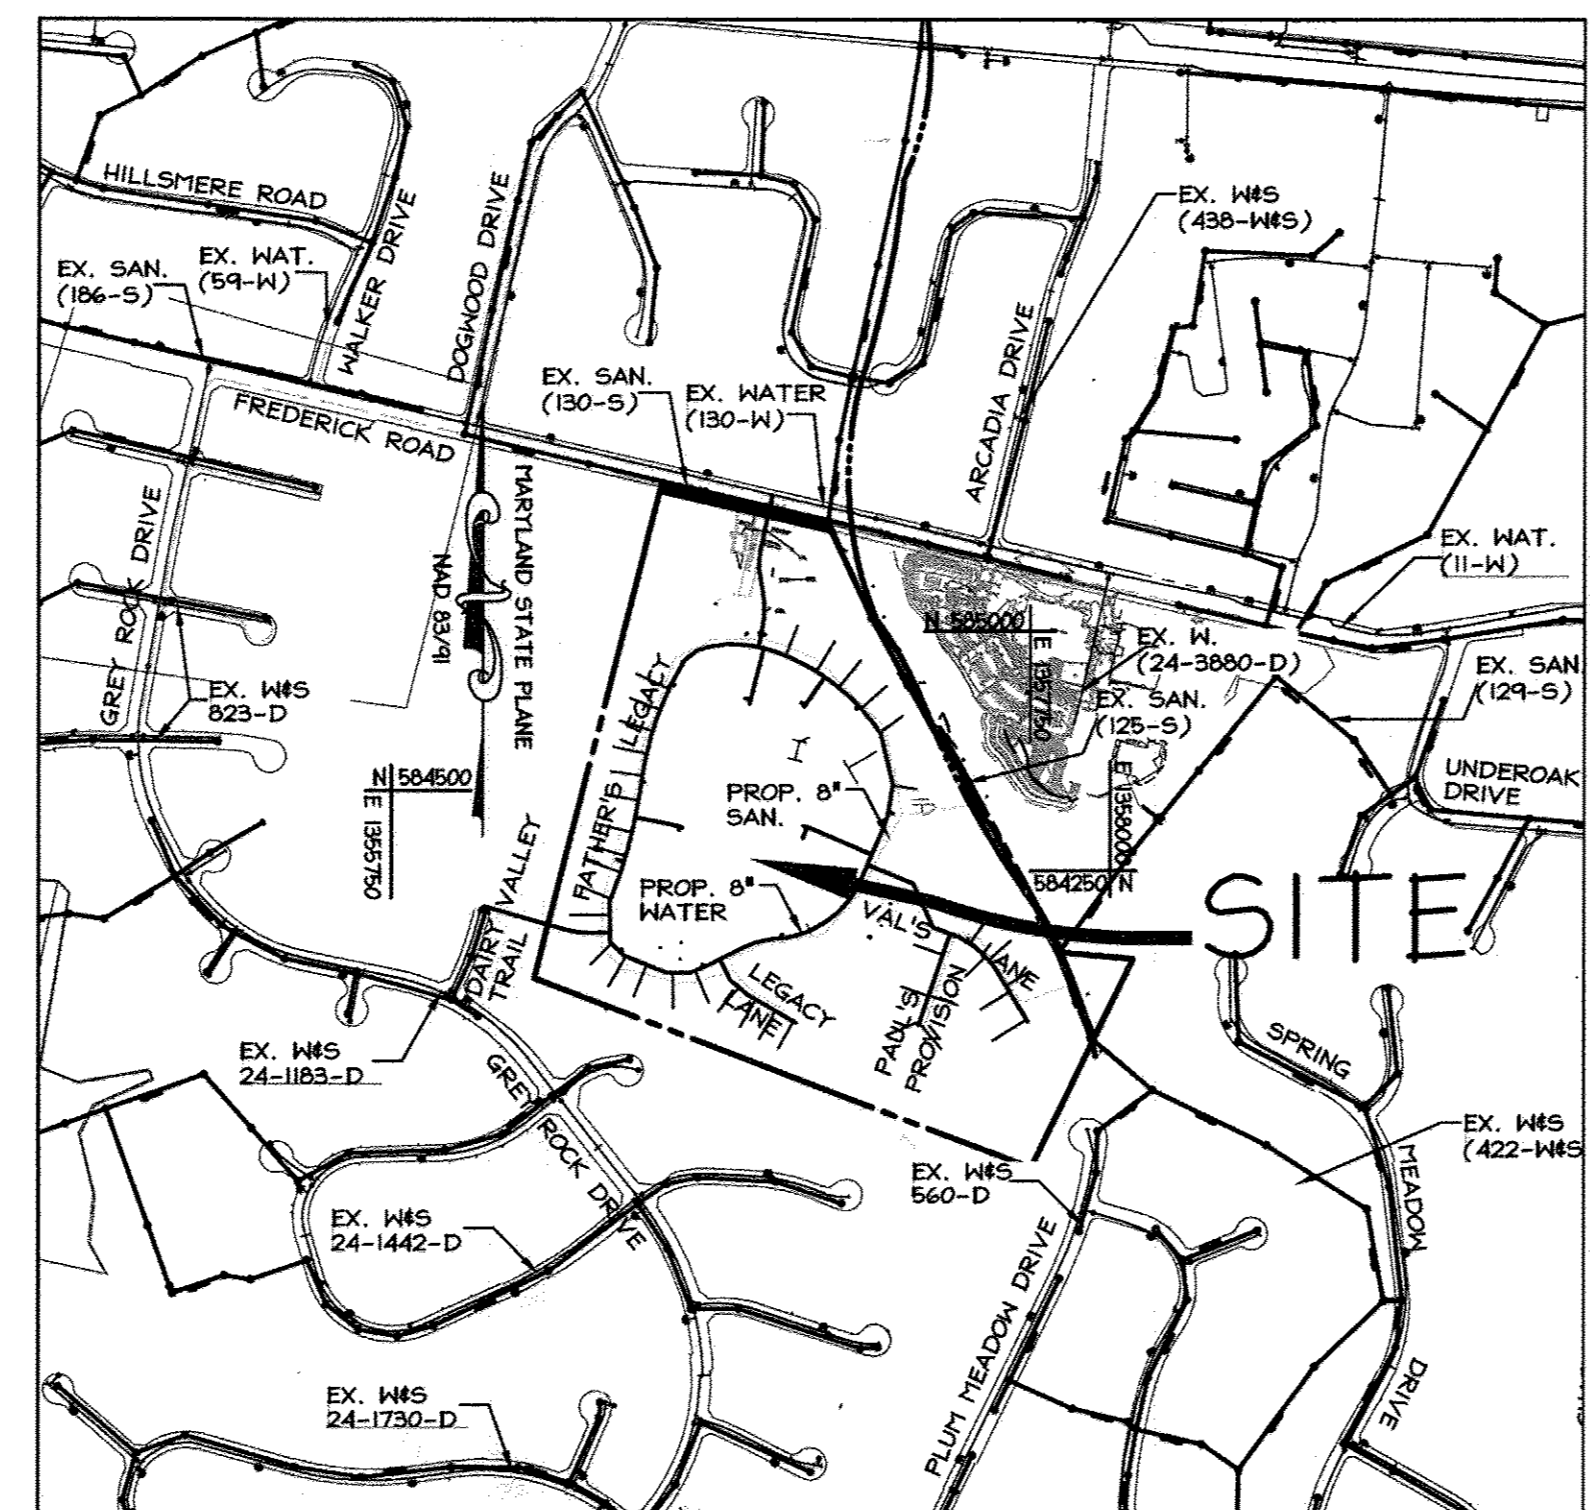 HILLSMERE ROAD
WALKER DRIVE
DOGWOOD DRIVE
EX. SAN.
(186-S)
EX. WAT.
(59-W)
EX. W&S
(438-W&S)
FREDERICK ROAD
EX. SAN.
(130-S)
EX. WATER
(130-W)
ARCADIA DRIVE
GREY ROCK DRIVE
MARYLAND STATE PLANE
NAD 83/91
EX. WAT.
(11-W)
N 585000
E 1357750
EX. W.
(24-3880-D)
EX. SAN.
(125-S)
EX. SAN
(129-S)
EX. W&S
823-D
FATHER'S LEGACY
N 584500
E 1355750
PROP. 8"
SAN.
UNDEROAK
DRIVE
E 1358000
584250 N
PROP. 8"
WATER
SITE
DAIRY VALLEY
TRAIL
VAL'S
LANE
LEGACY
LANE
PAUL'S
PROVISION
EX. W&S
24-1183-D
GREY ROCK DRIVE
SPRING
MEADOW
DRIVE
EX. W&S
(422-W&S
EX. W&S
560-D
EX. W&S
24-1442-D
PLUM MEADOW DRIVE
EX. W&S
24-1730-D